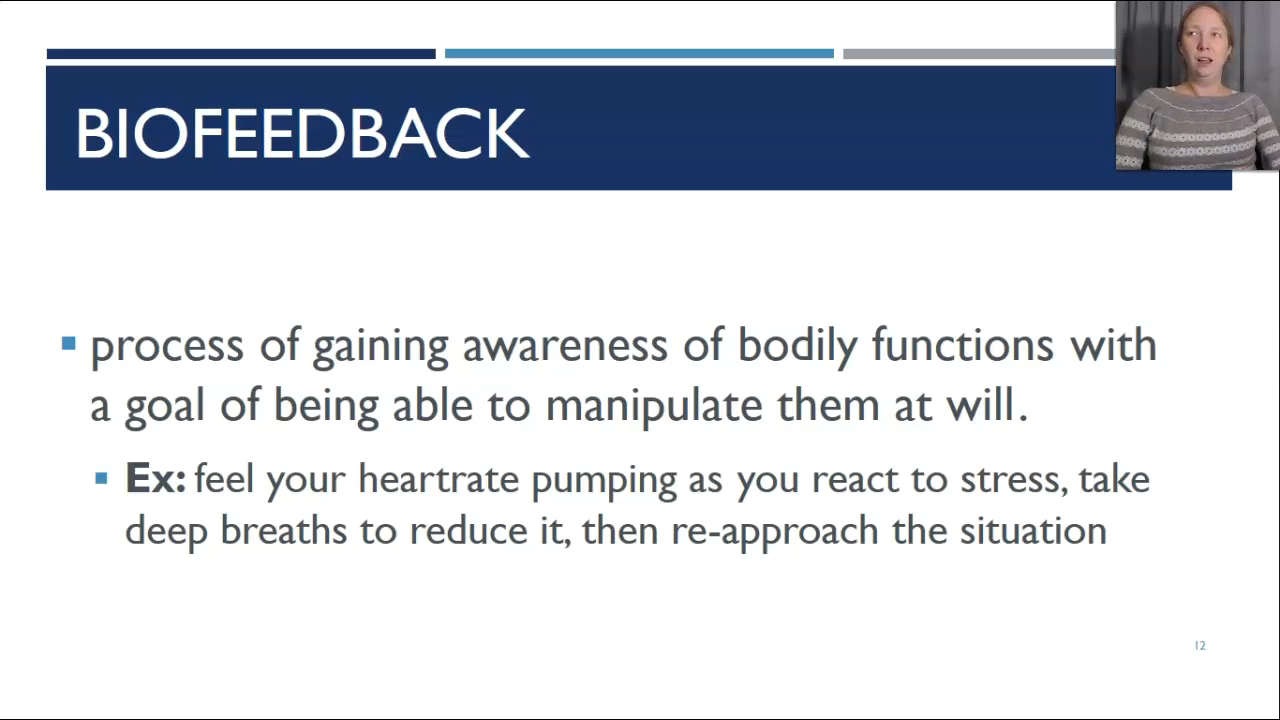 BIOFEEDBACK
process of gaining awareness of bodily functions with
a goal of being able to manipulate them at will.
Ex: feel your heartrate pumping as you react to stress, take
deep breaths to reduce it, then re-approach the situation
12